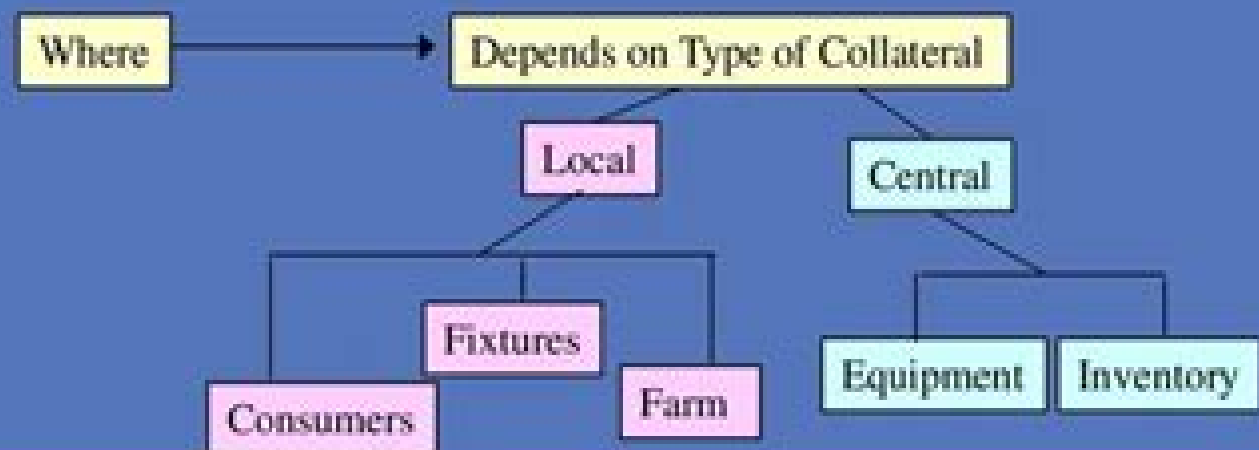 Where
Depends on Type of Collateral
Local
Central
Fixtures
Equipment
Inventory
Farm
Consumers